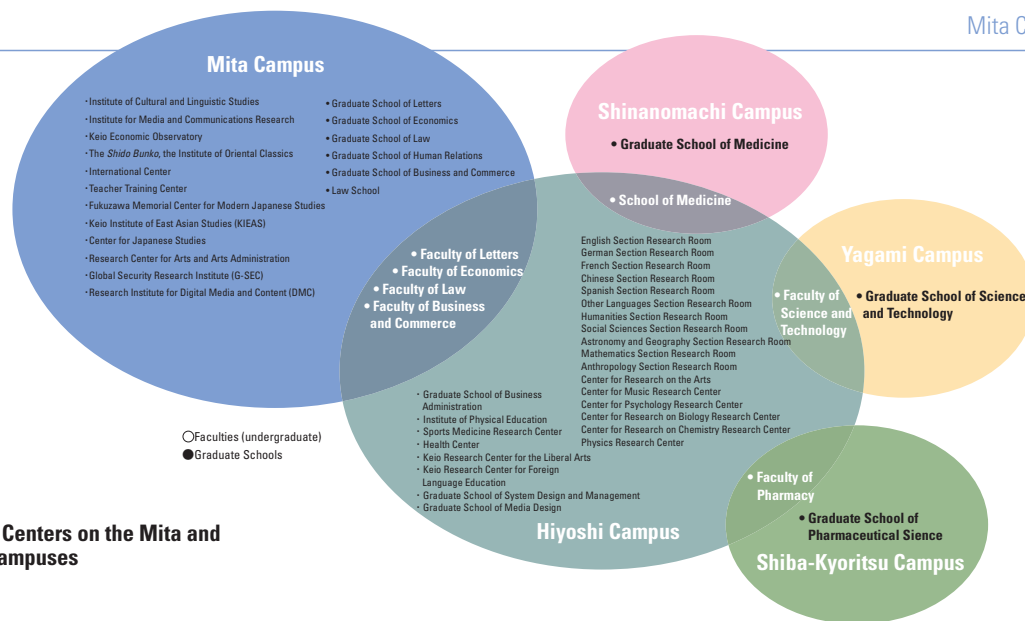 Mita C
Mita Campus
・Institute of Cultural and Linguistic Studies
・Institute for Media and Communications Research
・Keio Economic Observatory
・The Shido Bunko, the Institute of Oriental Classics
・International Center
・Teacher Training Center
・Fukuzawa Memorial Center for Modern Japanese Studies
・Keio Institute of East Asian Studies (KIEAS)
・Center for Japanese Studies
・Research Center for Arts and Arts Administration
・Global Security Research Institute (G-SEC)
・Research Institute for Digital Media and Content (DMC)
• Graduate School of Letters
• Graduate School of Economics
• Graduate School of Law
• Graduate School of Human Relations
• Graduate School of Business and Commerce
• Law School
Shinanomachi Campus
• Graduate School of Medicine
• School of Medicine
• Faculty of Letters
• Faculty of Economics
• Faculty of Law
• Faculty of Business
and Commerce
English Section Research Room
German Section Research Room
French Section Research Room
Chinese Section Research Room
Spanish Section Research Room
Other Languages Section Research Room
Humanities Section Research Room
Social Sciences Section Research Room
Astronomy and Geography Section Research Room
Mathematics Section Research Room
Anthropology Section Research Room
Center for Research on the Arts
Center for Music Research Center
Center for Psychology Research Center
Center for Research on Biology Research Center
Center for Research on Chemistry Research Center
Physics Research Center
Yagami Campus
• Faculty of
Science and
Technology
• Graduate School of Science
and Technology
・Graduate School of Business
Administration
・Institute of Physical Education
・Sports Medicine Research Center
・Health Center
・Keio Research Center for the Liberal Arts
・Keio Research Center for Foreign
Language Education
・Graduate School of System Design and Management
・Graduate School of Media Design
Hiyoshi Campus
○Faculties (undergraduate)
●Graduate Schools
• Faculty of
Pharmacy
• Graduate School of
Pharmaceutical Sience
Shiba-Kyoritsu Campus
Centers on the Mita and
ampuses